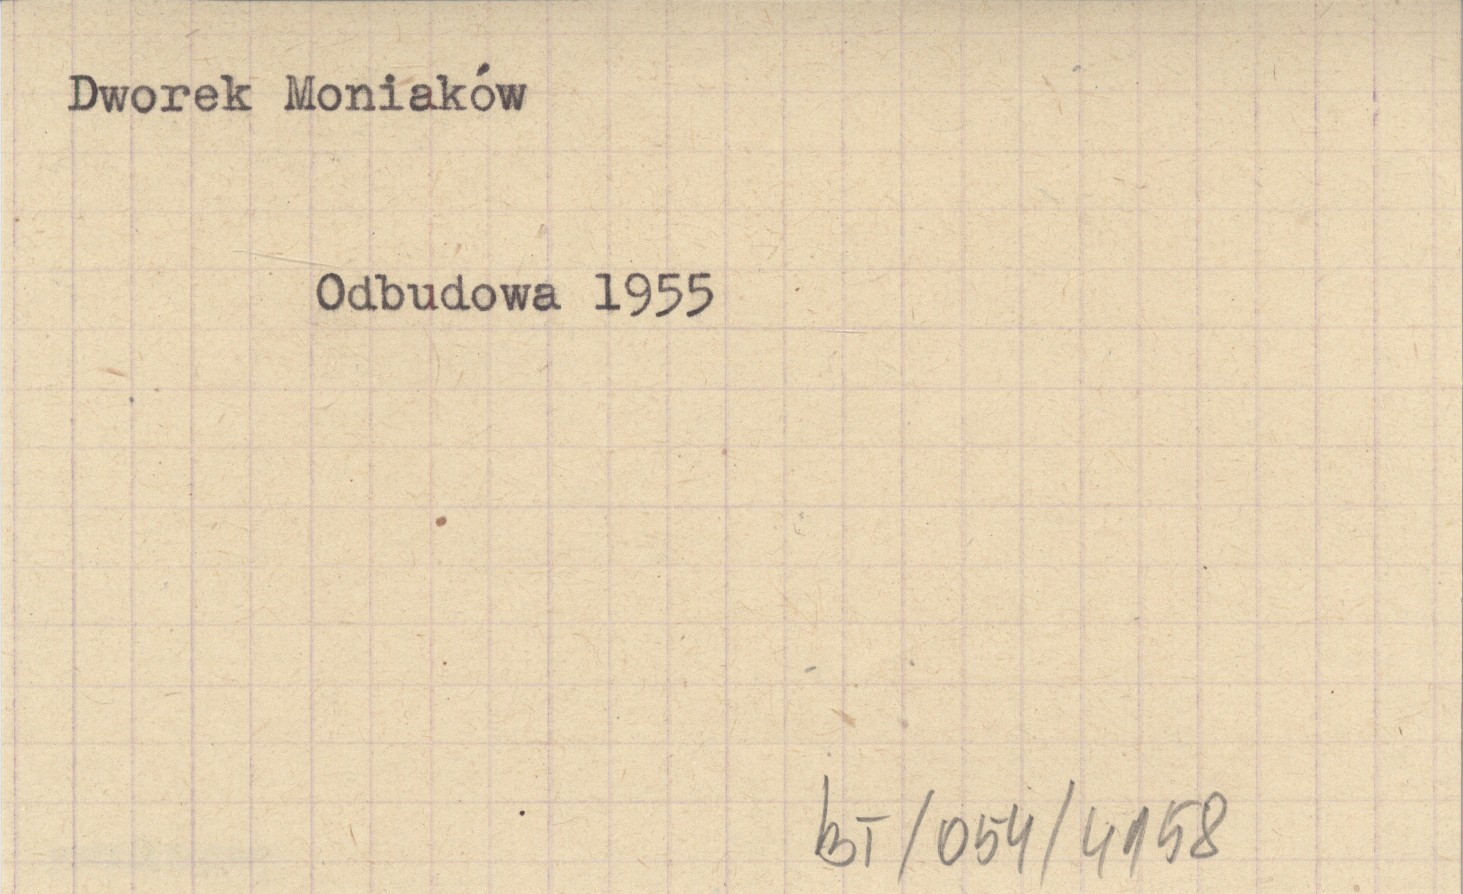 Dworek Moniaków
Odbudowa 1955
bT/054/4158